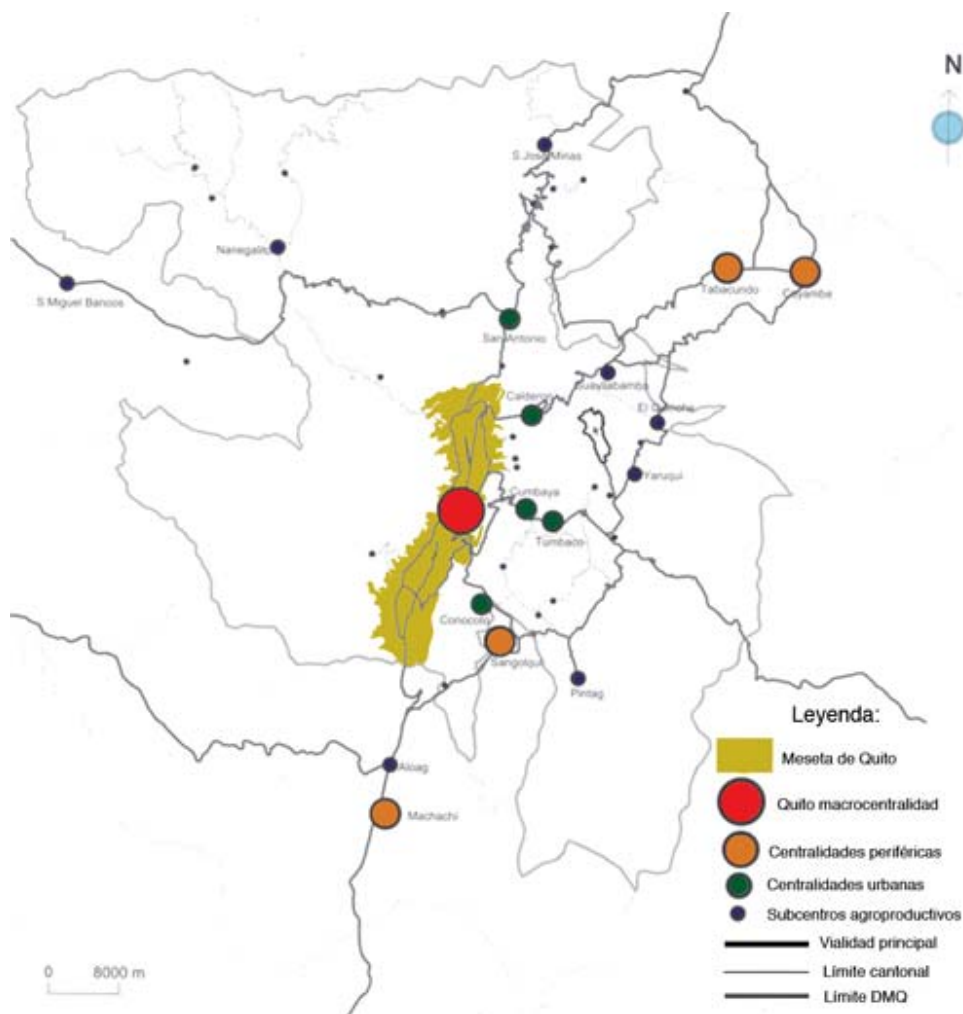 N
S.José Minas
Nanegalito
S.Miguel Bancos
Tabacundo
Cayambe
San Antonio
Guayllabamba
Calderon
El Quinche
Yaruqui
Cumbaya
Tumbaco
Conocoto
Sangolqui
Pintag
Aloag
Machachi
Leyenda:
Meseta de Quito
Quito macrocentralidad
Centralidades periféricas
Centralidades urbanas
Subcentros agroproductivos
Vialidad principal
Límite cantonal
Límite DMQ
0 8000 m